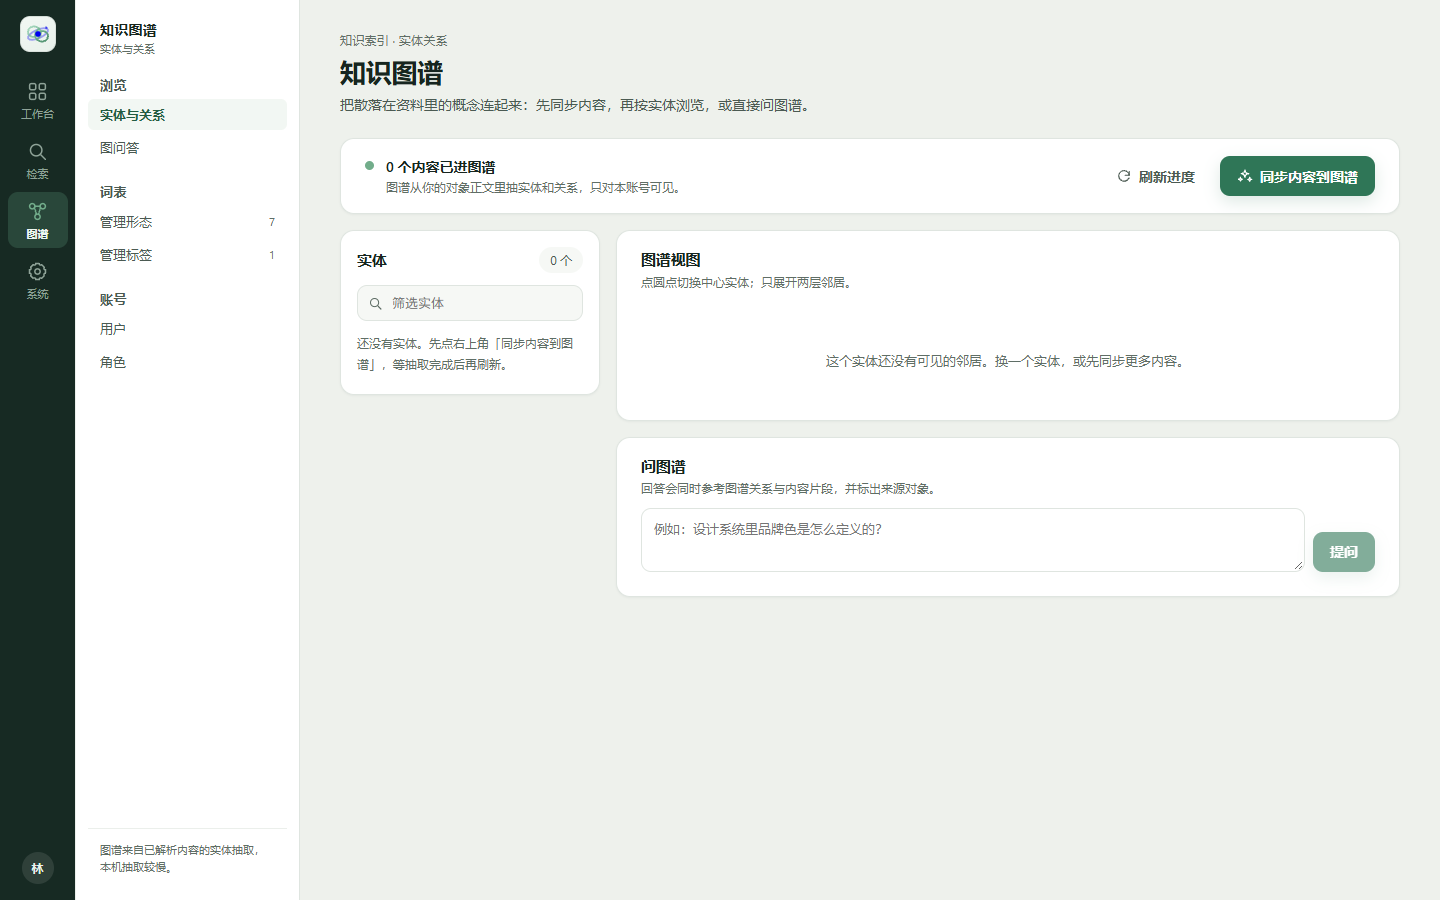 工作台
检索
图谱
系统
林
知识图谱
实体与关系
浏览
实体与关系
图问答
词表
管理形态 7
管理标签 1
账号
用户
角色
图谱来自已解析内容的实体抽取，
本机抽取较慢。
知识索引 · 实体关系
知识图谱
把散落在资料里的概念连起来：先同步内容，再按实体浏览，或直接问图谱。
0 个内容已进图谱
图谱从你的对象正文里抽实体和关系，只对本账号可见。
刷新进度
同步内容到图谱
实体
0 个
筛选实体
还没有实体。先点右上角「同步内容到图
谱」，等抽取完成后再刷新。
图谱视图
点圆点切换中心实体；只展开两层邻居。
这个实体还没有可见的邻居。换一个实体，或先同步更多内容。
问图谱
回答会同时参考图谱关系与内容片段，并标出来源对象。
例如：设计系统里品牌色是怎么定义的？
提问